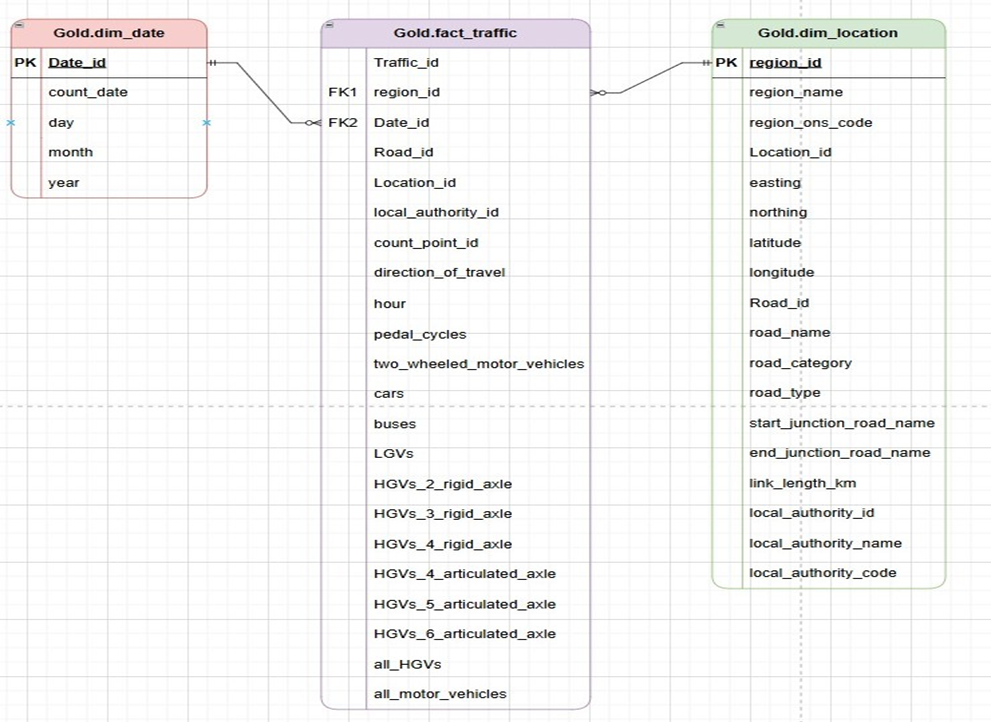 Gold.dim_date
PK Date_id
count_date
day
month
year
Gold.fact_traffic
Traffic_id
FK1 region_id
FK2 Date_id
Road_id
Location_id
local_authority_id
count_point_id
direction_of_travel
hour
pedal_cycles
two_wheeled_motor_vehicles
cars
buses
LGVs
HGVs_2_rigid_axle
HGVs_3_rigid_axle
HGVs_4_rigid_axle
HGVs_4_articulated_axle
HGVs_5_articulated_axle
HGVs_6_articulated_axle
all_HGVs
all_motor_vehicles
Gold.dim_location
PK region_id
region_name
region_ons_code
Location_id
easting
northing
latitude
longitude
Road_id
road_name
road_category
road_type
start_junction_road_name
end_junction_road_name
link_length_km
local_authority_id
local_authority_name
local_authority_code